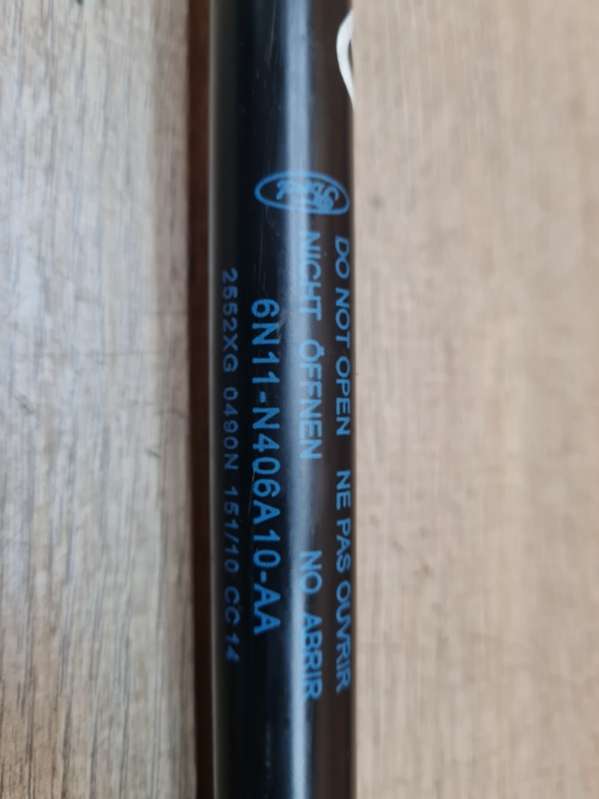 Ford
DO NOT OPEN NE PAS OUVRIR
NICHT ÖFFNEN NO ABRIR
6N11-N406A10-AA
2552XG 0490N 151/10 CC 14